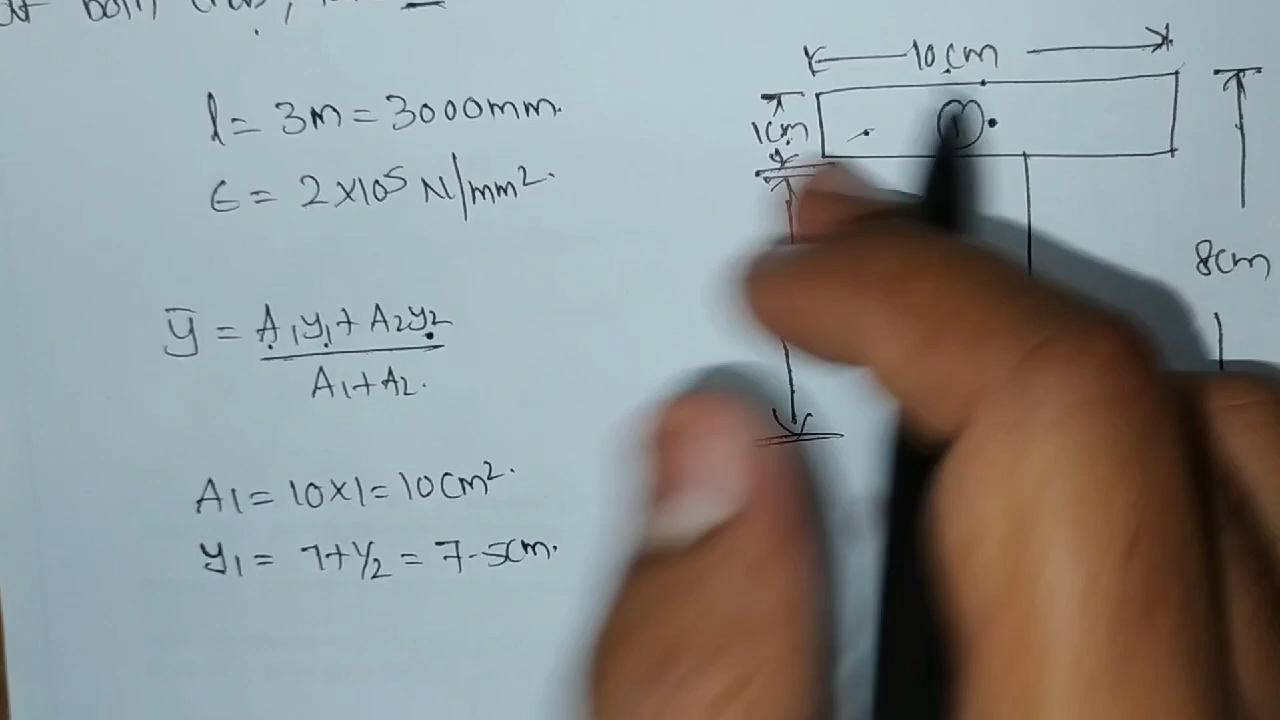 l = 3m = 3000mm.
E = 2×10⁵ N/mm².
ȳ = A₁y₁ + A₂y₂ / A₁+A₂.
A₁ = 10×1 = 10cm².
y₁ = 7+1/2 = 7.5cm.
10cm
1cm
1
8cm